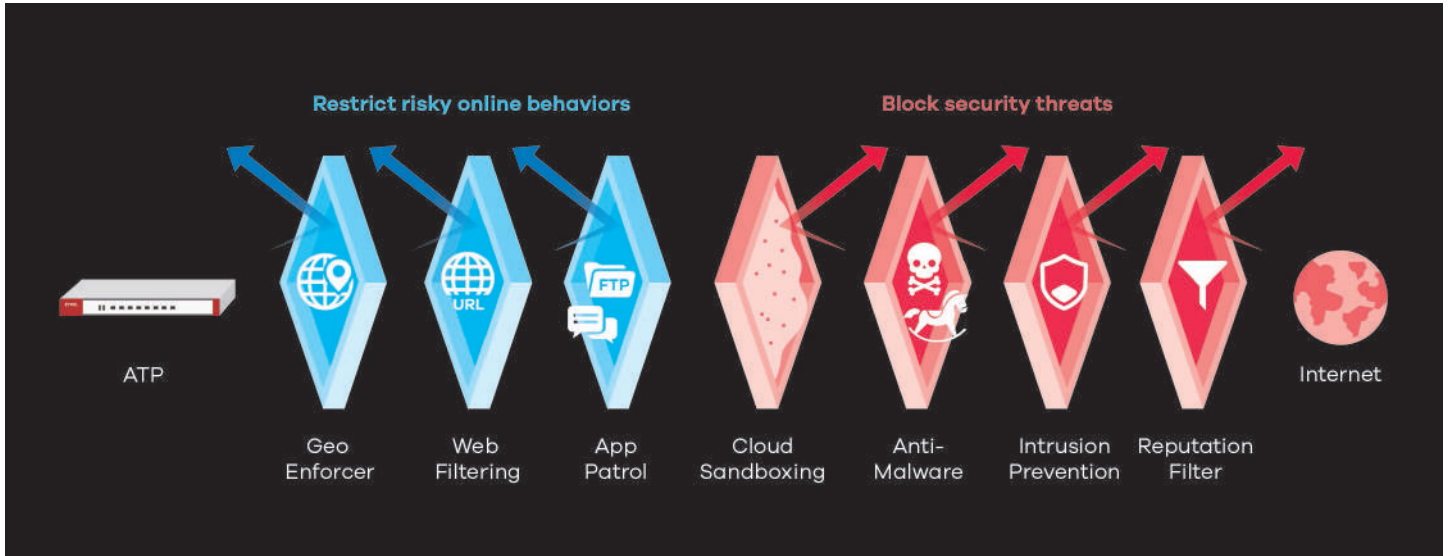 Restrict risky online behaviors
Block security threats
URL
FTP
ATP
Internet
Geo
Enforcer
Web
Filtering
App
Patrol
Cloud
Sandboxing
Anti-
Malware
Intrusion
Prevention
Reputation
Filter